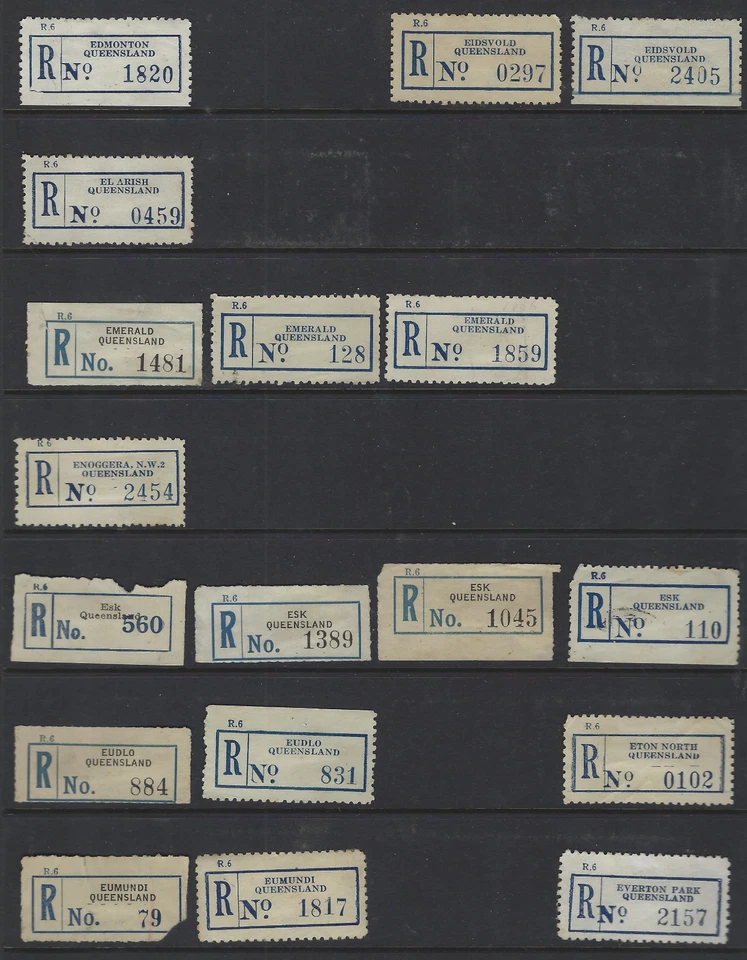 R.6
EDMONTON
QUEENSLAND
R Nº 1820
R.6
EIDSVOLD
QUEENSLAND
R Nº 0297
R.6
EIDSVOLD
QUEENSLAND
R Nº 2405
R.6
EL ARISH
QUEENSLAND
R Nº 0459
R.6
EMERALD
QUEENSLAND
R No. 1481
R.6
EMERALD
QUEENSLAND
R Nº 128
R.6
EMERALD
QUEENSLAND
R Nº 1859
R 6
ENOGGERA, N.W.2
QUEENSLAND
R Nº 2454
R.6
Esk
Queensland
R No. 560
R.6
ESK
QUEENSLAND
R No. 1389
R.6
ESK
QUEENSLAND
R No. 1045
R.6
ESK
QUEENSLAND
R Nº 110
R.6
EUDLO
QUEENSLAND
R No. 884
R.6
EUDLO
QUEENSLAND
R Nº 831
R.6
ETON NORTH
QUEENSLAND
R Nº 0102
R.6
EUMUNDI
QUEENSLAND
R No. 79
R.6
EUMUNDI
QUEENSLAND
R Nº 1817
R.6
EVERTON PARK
QUEENSLAND
R Nº 2157